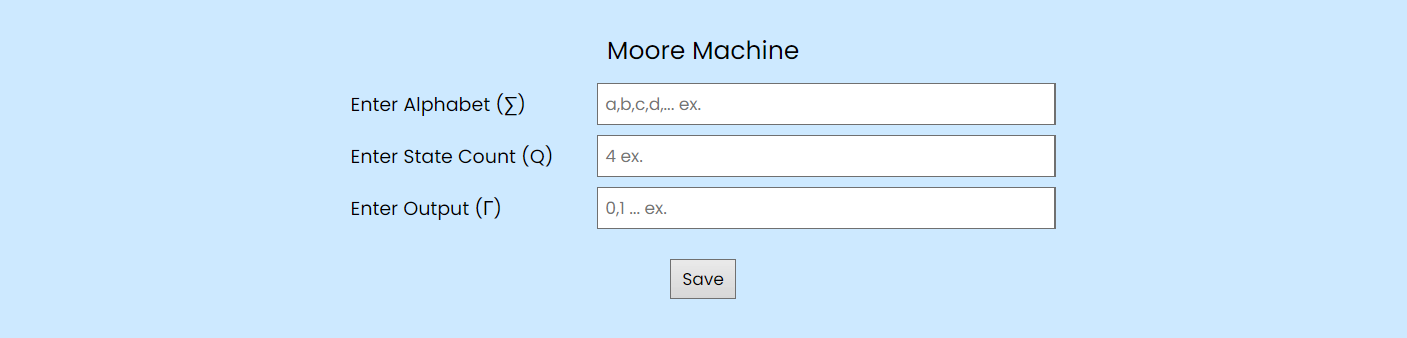 Moore Machine
Enter Alphabet (∑) a,b,c,d,... ex.
Enter State Count (Q) 4 ex.
Enter Output (Γ) 0,1 ... ex.
Save